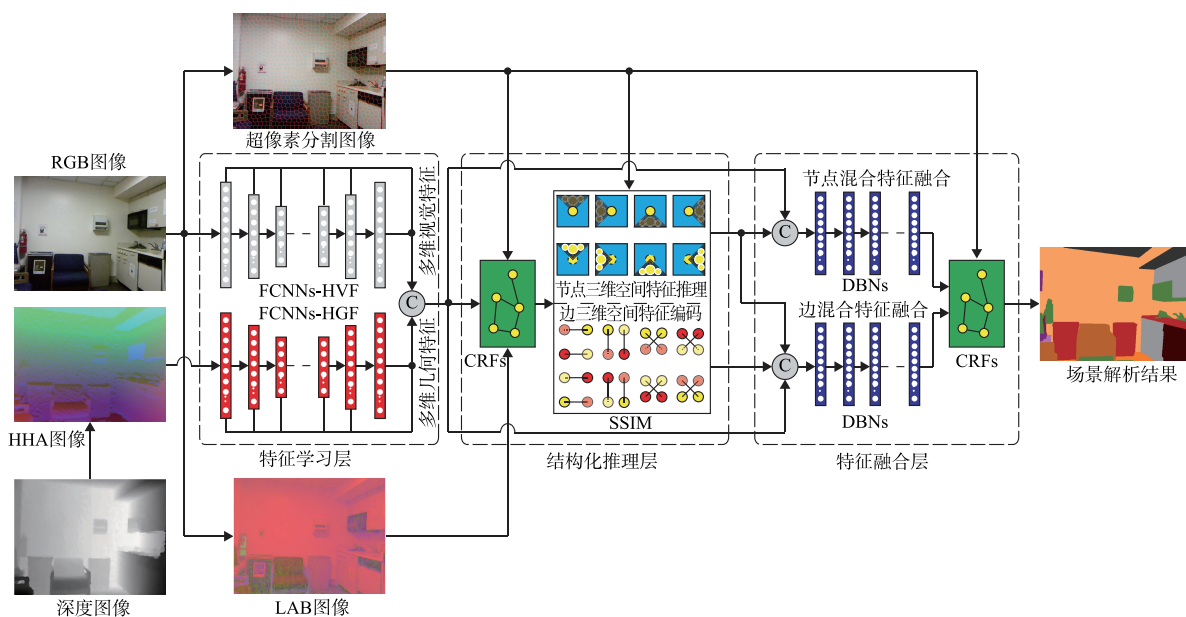 超像素分割图像
RGB图像
多维视觉特征
节点混合特征融合
C
FCNNs-HVF
FCNNs-HGF
C
多维几何特征
CRFs
节点三维空间特征推理
边三维空间特征编码
SSIM
DBNs
边混合特征融合
C
DBNs
CRFs
场景解析结果
HHA图像
特征学习层
结构化推理层
特征融合层
深度图像
LAB图像